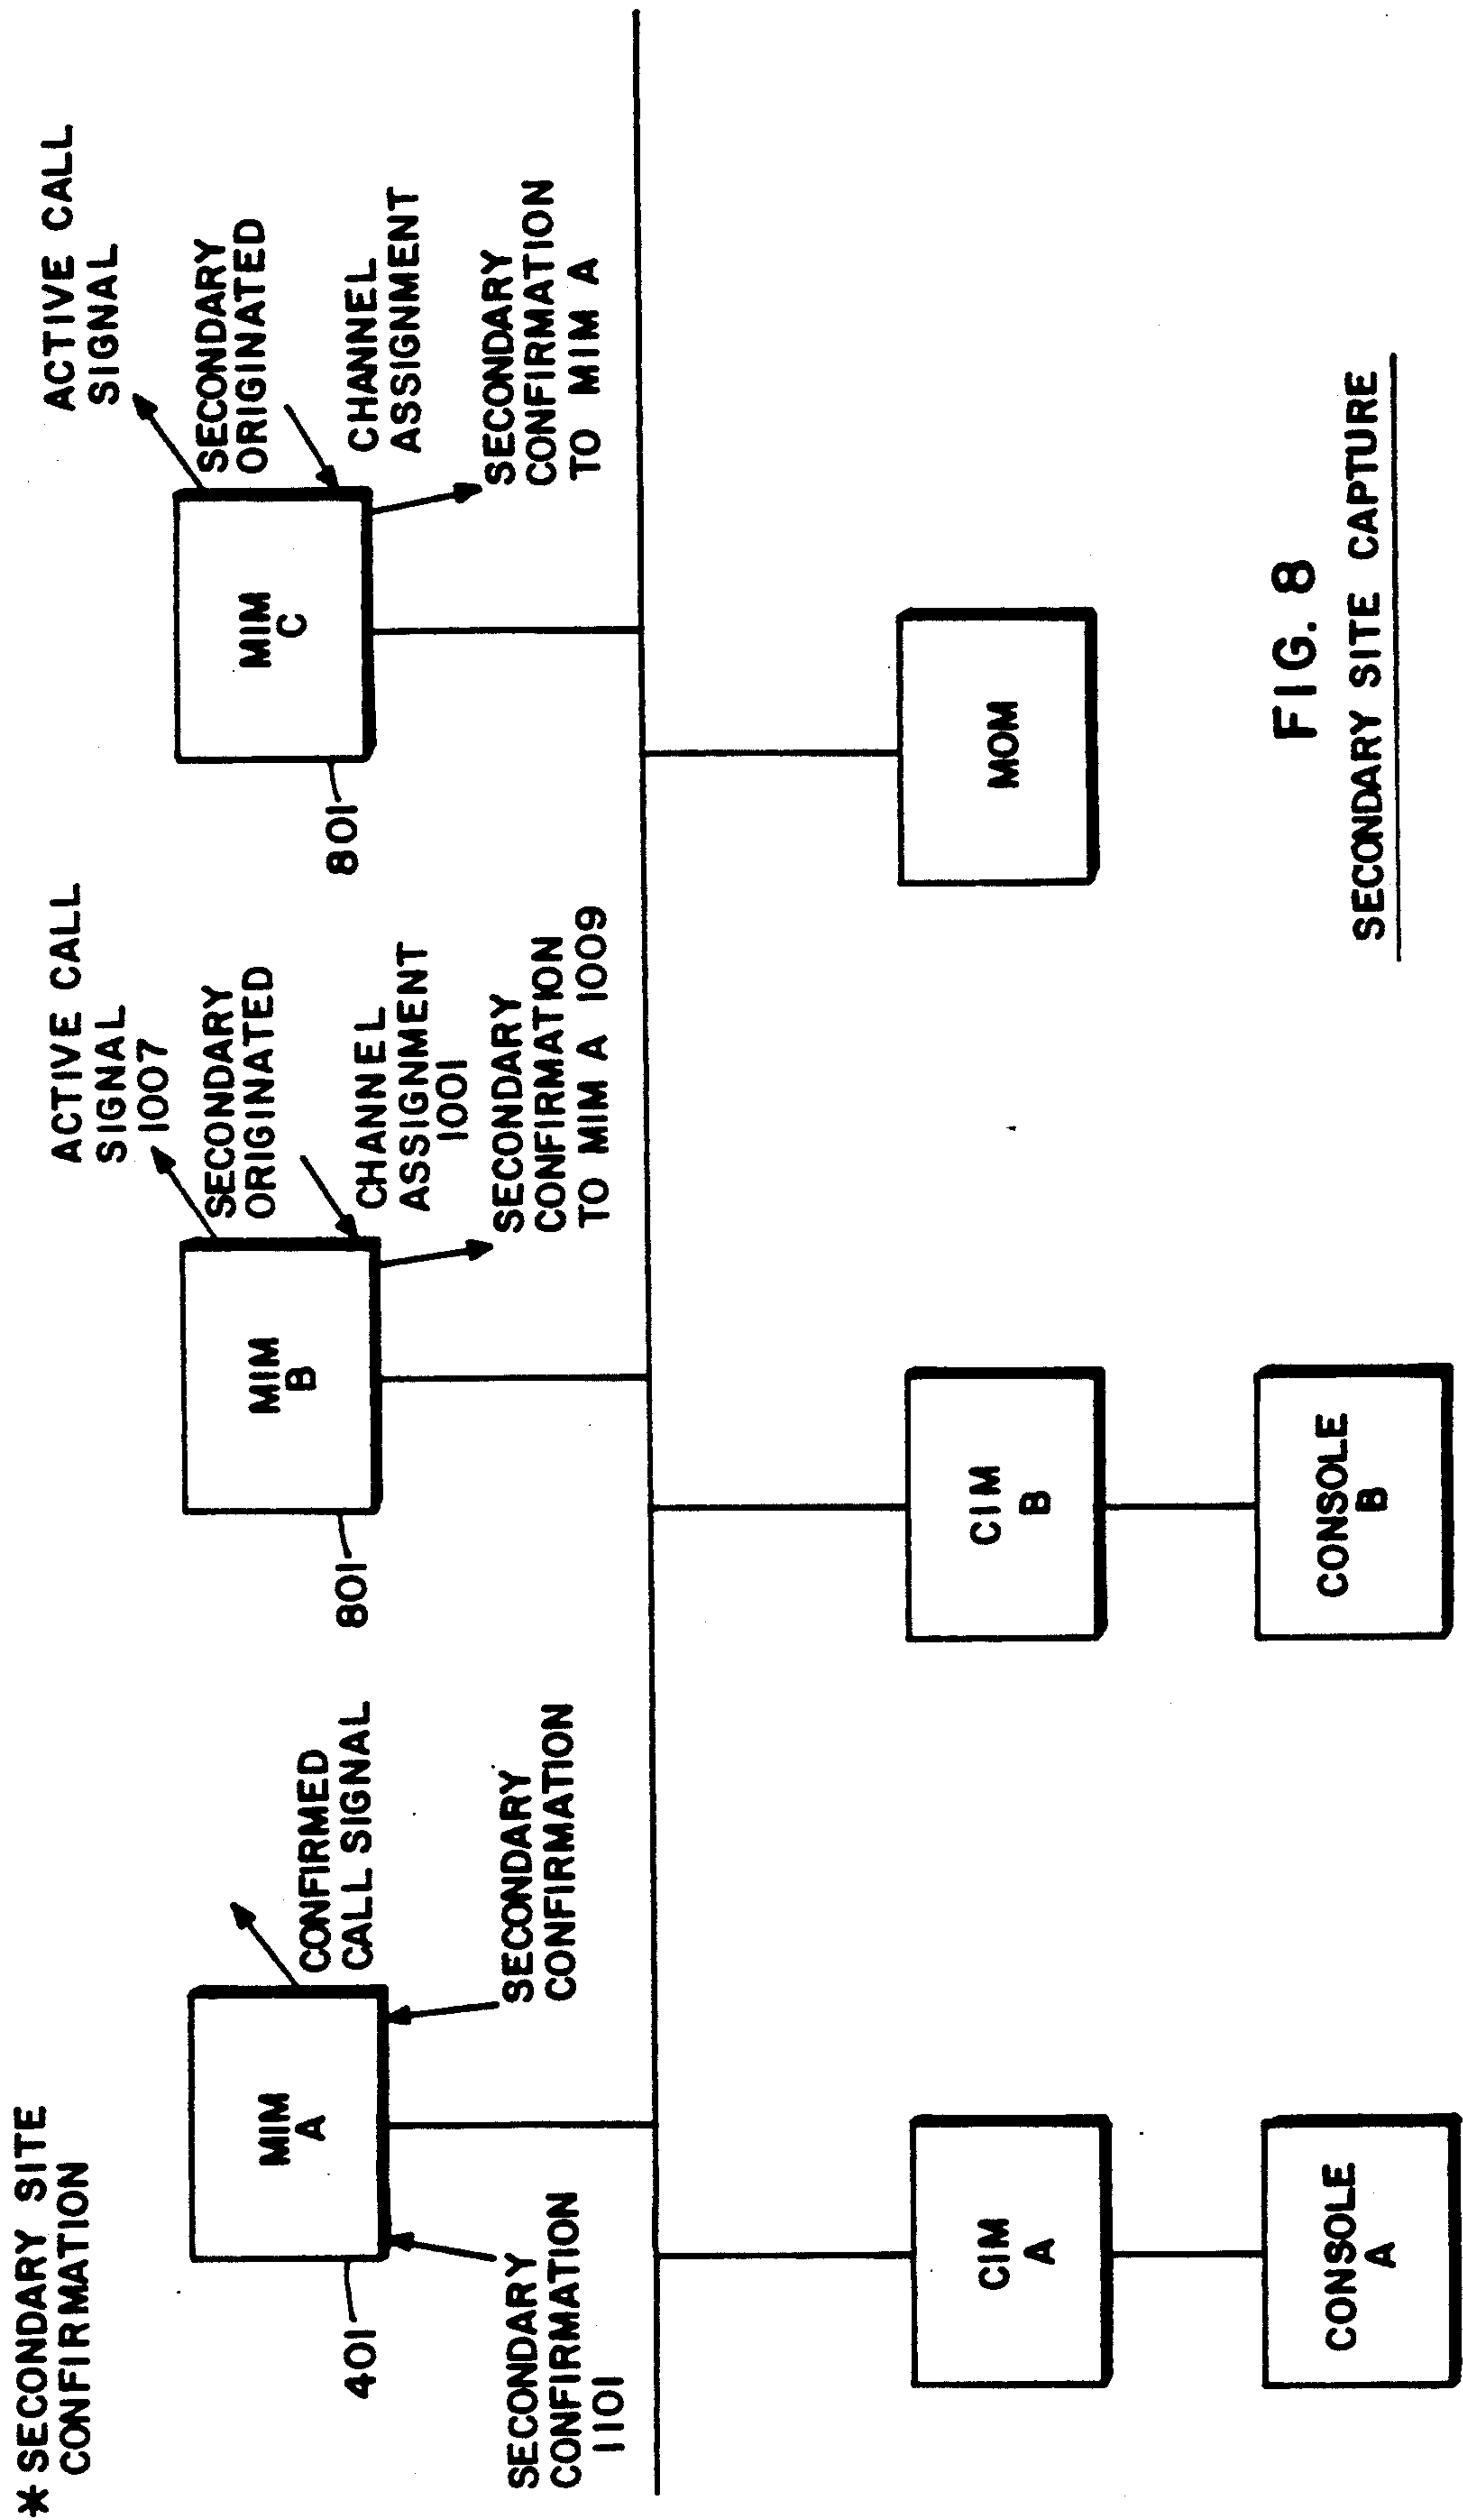 * SECONDARY SITE
CONFIRMATION
MIM
A
401
CONFIRMED
CALL SIGNAL
SECONDARY
CONFIRMATION
1101
SECONDARY
CONFIRMATION
MIM
B
801
ACTIVE CALL
SIGNAL
1007
SECONDARY
ORIGINATED
CHANNEL
ASSIGNMENT
1001
SECONDARY
CONFIRMATION
TO MIM A 1009
MIM
C
801
ACTIVE CALL
SIGNAL
SECONDARY
ORIGINATED
CHANNEL
ASSIGNMENT
SECONDARY
CONFIRMATION
TO MIM A
CIM
A
CONSOLE
A
CIM
B
CONSOLE
B
MOM
FIG. 8
SECONDARY SITE CAPTURE